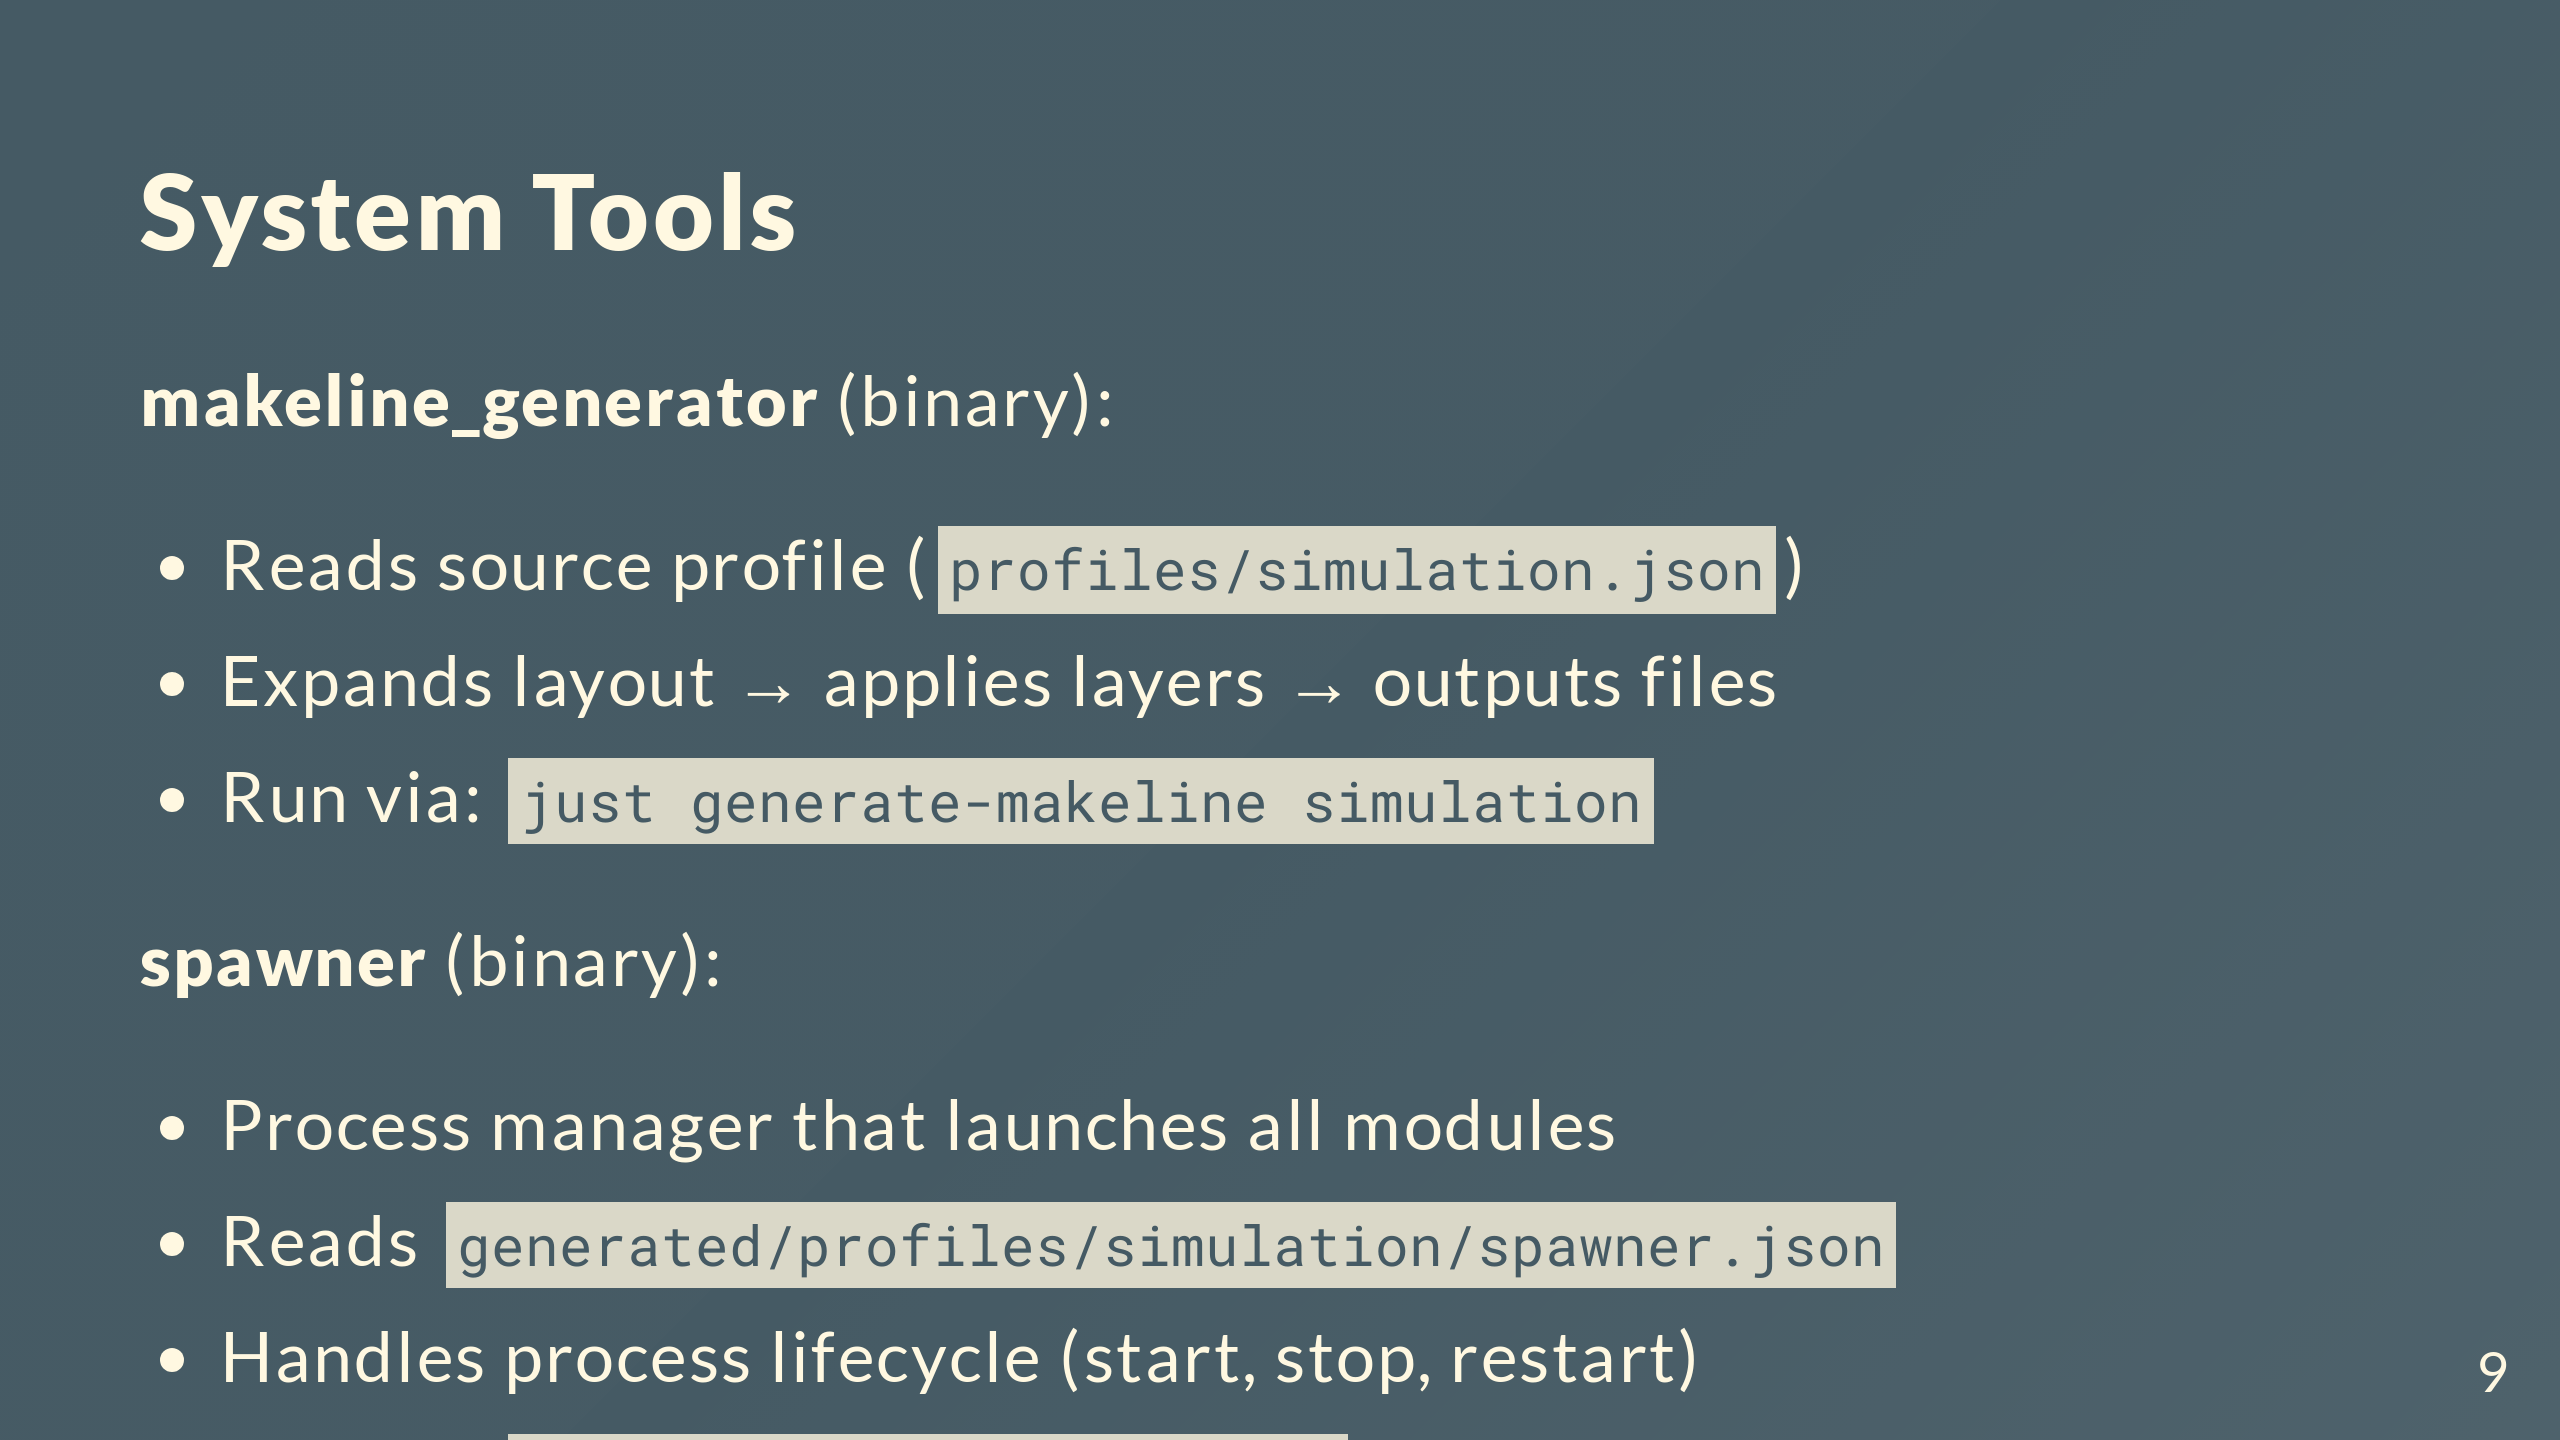 System Tools
makeline_generator (binary):
• Reads source profile ( profiles/simulation.json )
• Expands layout → applies layers → outputs files
• Run via: just generate-makeline simulation
spawner (binary):
• Process manager that launches all modules
• Reads generated/profiles/simulation/spawner.json
• Handles process lifecycle (start, stop, restart)
9